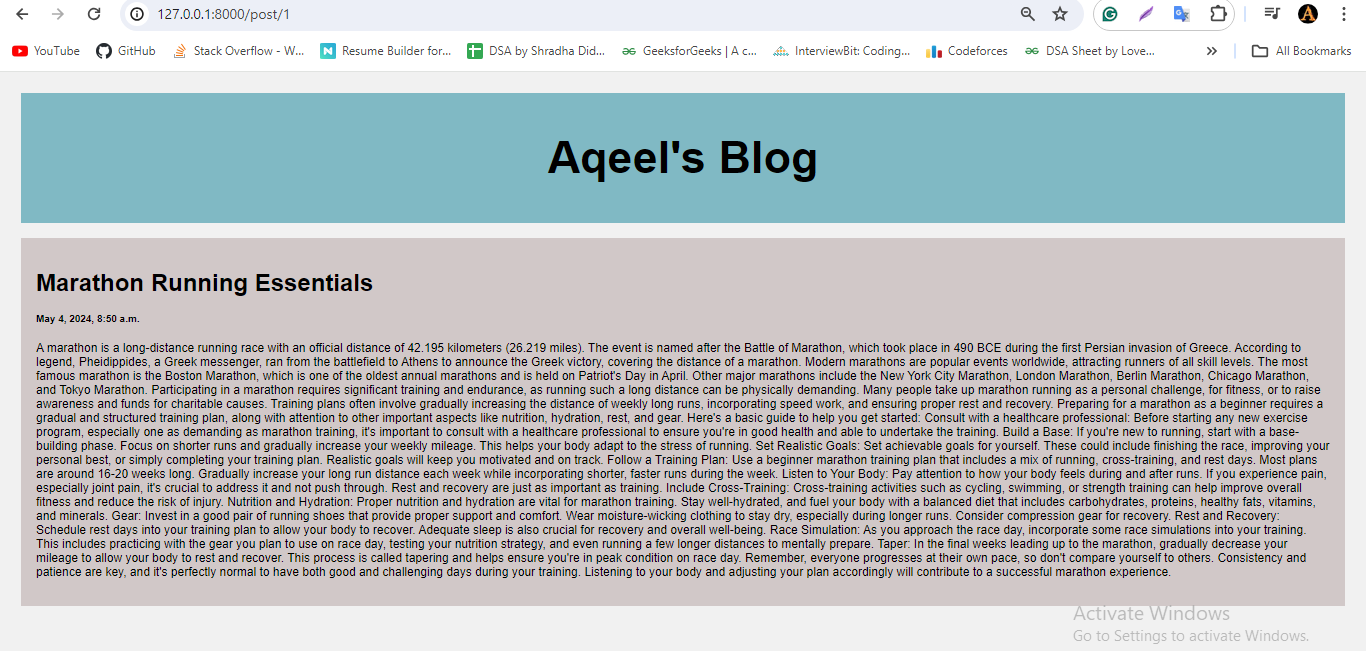 127.0.0.1:8000/post/1
YouTube GitHub Stack Overflow - W... Resume Builder for... DSA by Shradha Did... GeeksforGeeks | A c... InterviewBit: Coding... Codeforces DSA Sheet by Love... » All Bookmarks
Aqeel's Blog
Marathon Running Essentials
May 4, 2024, 8:50 a.m.
A marathon is a long-distance running race with an official distance of 42.195 kilometers (26.219 miles). The event is named after the Battle of Marathon, which took place in 490 BCE during the first Persian invasion of Greece. According to
legend, Pheidippides, a Greek messenger, ran from the battlefield to Athens to announce the Greek victory, covering the distance of a marathon. Modern marathons are popular events worldwide, attracting runners of all skill levels. The most
famous marathon is the Boston Marathon, which is one of the oldest annual marathons and is held on Patriot's Day in April. Other major marathons include the New York City Marathon, London Marathon, Berlin Marathon, Chicago Marathon,
and Tokyo Marathon. Participating in a marathon requires significant training and endurance, as running such a long distance can be physically demanding. Many people take up marathon running as a personal challenge, for fitness, or to raise
awareness and funds for charitable causes. Training plans often involve gradually increasing the distance of weekly long runs, incorporating speed work, and ensuring proper rest and recovery. Preparing for a marathon as a beginner requires a
gradual and structured training plan, along with attention to other important aspects like nutrition, hydration, rest, and gear. Here's a basic guide to help you get started: Consult with a healthcare professional: Before starting any new exercise
program, especially one as demanding as marathon training, it's important to consult with a healthcare professional to ensure you're in good health and able to undertake the training. Build a Base: If you're new to running, start with a base-
building phase. Focus on shorter runs and gradually increase your weekly mileage. This helps your body adapt to the stress of running. Set Realistic Goals: Set achievable goals for yourself. These could include finishing the race, improving your
personal best, or simply completing your training plan. Realistic goals will keep you motivated and on track. Follow a Training Plan: Use a beginner marathon training plan that includes a mix of running, cross-training, and rest days. Most plans
are around 16-20 weeks long. Gradually increase your long run distance each week while incorporating shorter, faster runs during the week. Listen to Your Body: Pay attention to how your body feels during and after runs. If you experience pain,
especially joint pain, it's crucial to address it and not push through. Rest and recovery are just as important as training. Include Cross-Training: Cross-training activities such as cycling, swimming, or strength training can help improve overall
fitness and reduce the risk of injury. Nutrition and Hydration: Proper nutrition and hydration are vital for marathon training. Stay well-hydrated, and fuel your body with a balanced diet that includes carbohydrates, proteins, healthy fats, vitamins,
and minerals. Gear: Invest in a good pair of running shoes that provide proper support and comfort. Wear moisture-wicking clothing to stay dry, especially during longer runs. Consider compression gear for recovery. Rest and Recovery:
Schedule rest days into your training plan to allow your body to recover. Adequate sleep is also crucial for recovery and overall well-being. Race Simulation: As you approach the race day, incorporate some race simulations into your training.
This includes practicing with the gear you plan to use on race day, testing your nutrition strategy, and even running a few longer distances to mentally prepare. Taper: In the final weeks leading up to the marathon, gradually decrease your
mileage to allow your body to rest and recover. This process is called tapering and helps ensure you're in peak condition on race day. Remember, everyone progresses at their own pace, so don't compare yourself to others. Consistency and
patience are key, and it's perfectly normal to have both good and challenging days during your training. Listening to your body and adjusting your plan accordingly will contribute to a successful marathon experience.
Activate Windows
Go to Settings to activate Windows.